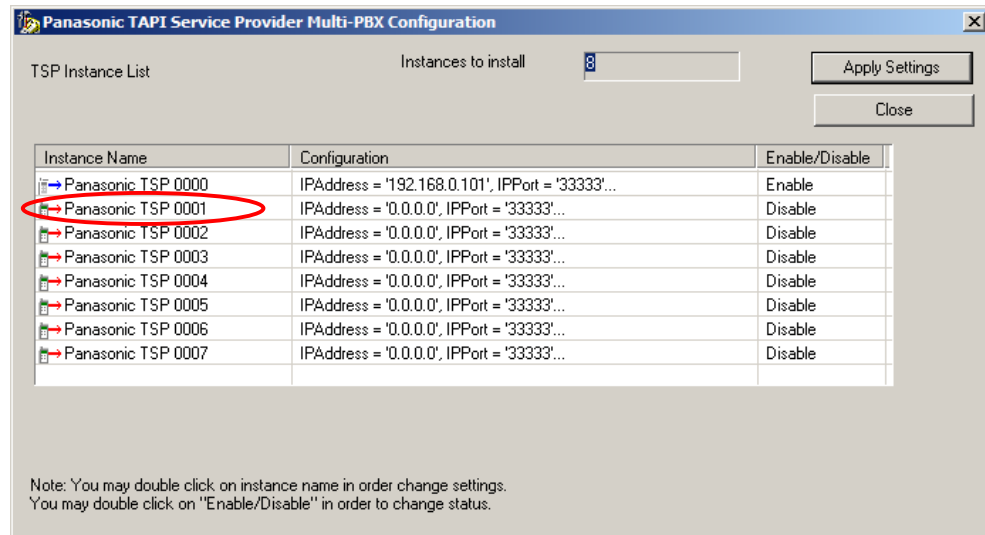 Panasonic TAPI Service Provider Multi-PBX Configuration
TSP Instance List
Instances to install
8
Apply Settings
Close
Instance Name Configuration Enable/Disable
Panasonic TSP 0000 IPAddress = '192.168.0.101', IPPort = '33333'... Enable
Panasonic TSP 0001 IPAddress = '0.0.0.0', IPPort = '33333'... Disable
Panasonic TSP 0002 IPAddress = '0.0.0.0', IPPort = '33333'... Disable
Panasonic TSP 0003 IPAddress = '0.0.0.0', IPPort = '33333'... Disable
Panasonic TSP 0004 IPAddress = '0.0.0.0', IPPort = '33333'... Disable
Panasonic TSP 0005 IPAddress = '0.0.0.0', IPPort = '33333'... Disable
Panasonic TSP 0006 IPAddress = '0.0.0.0', IPPort = '33333'... Disable
Panasonic TSP 0007 IPAddress = '0.0.0.0', IPPort = '33333'... Disable
Note: You may double click on instance name in order change settings.
You may double click on "Enable/Disable" in order to change status.